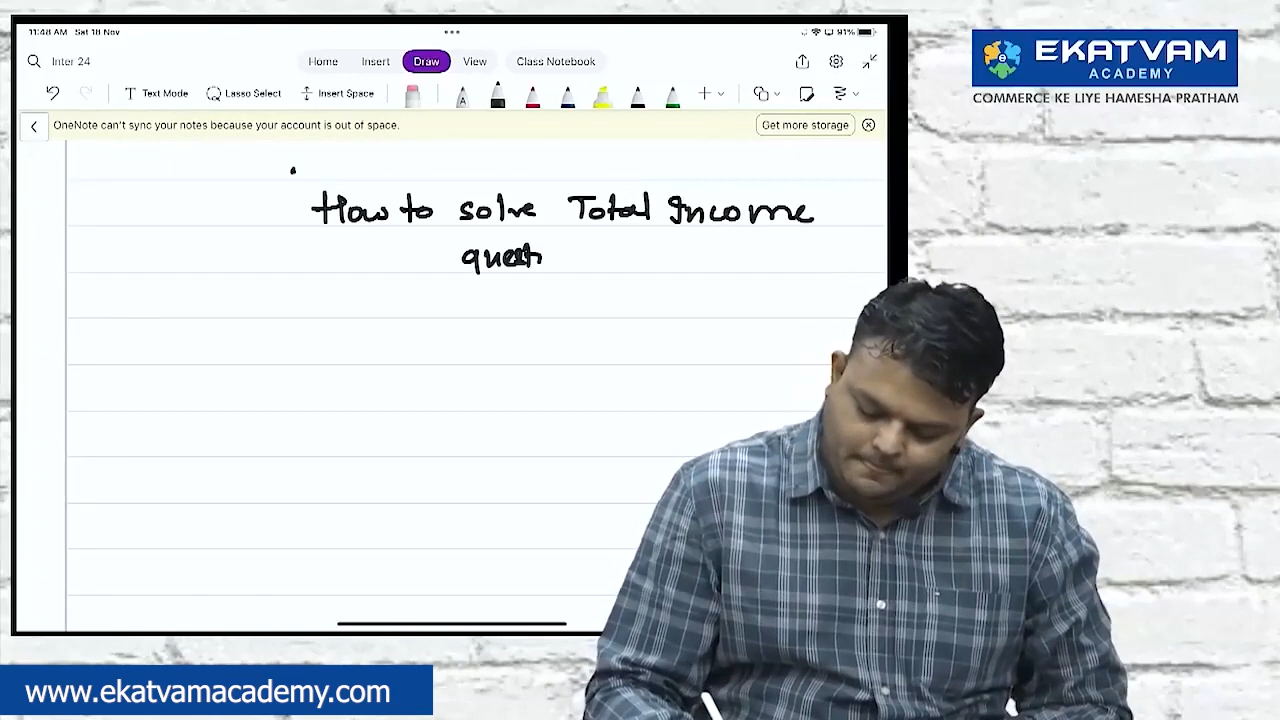 11:48 AM Sat 18 Nov
91%
Inter 24
Home Insert Draw View Class Notebook
Text Mode Lasso Select Insert Space
OneNote can't sync your notes because your account is out of space.
Get more storage
How to solve Total Income
quest
EKATVAM
ACADEMY
COMMERCE KE LIYE HAMESHA PRATHAM
www.ekatvamacademy.com